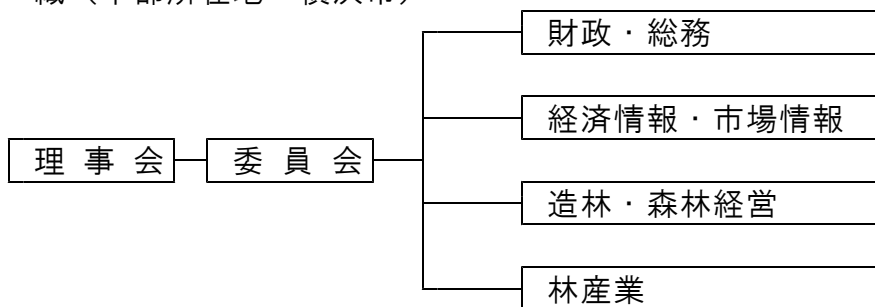 財政・総務
経済情報・市場情報
理 事 会
委 員 会
造林・森林経営
林産業